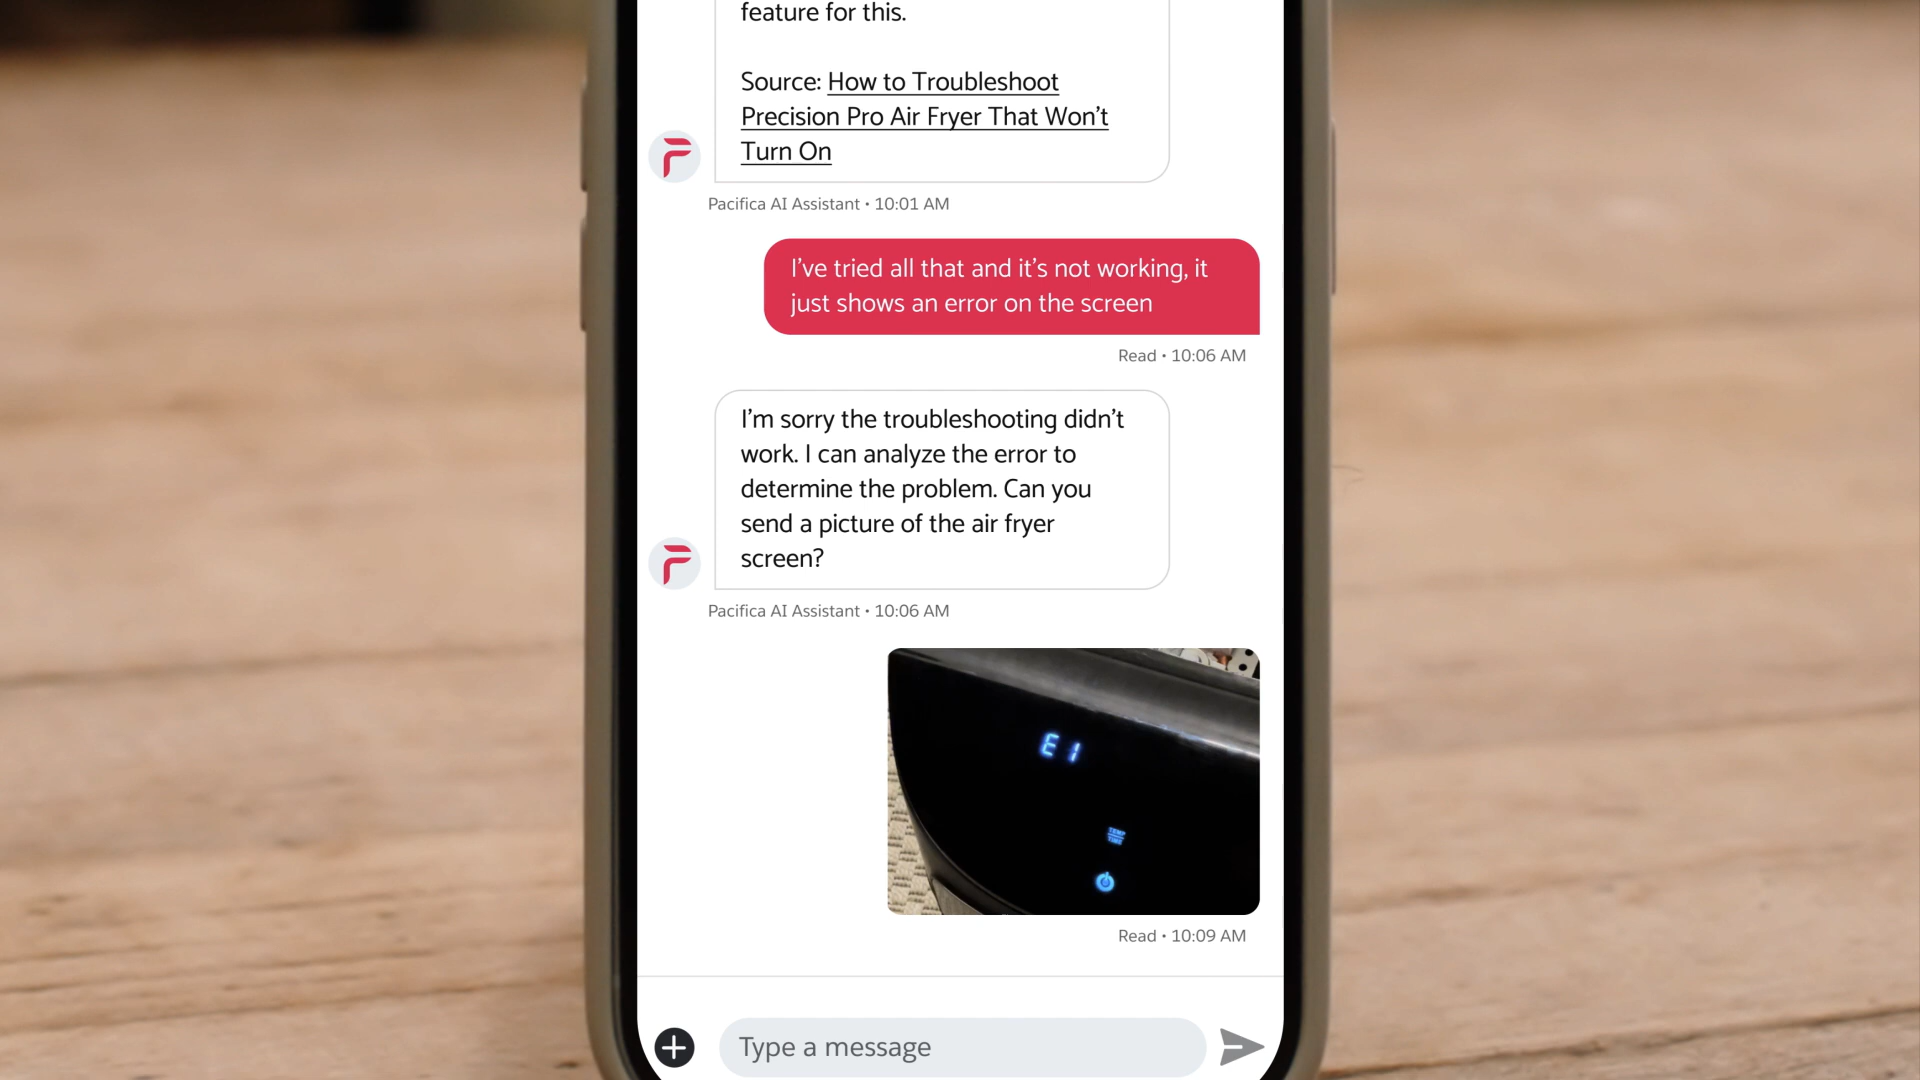 feature for this.
Source: How to Troubleshoot
Precision Pro Air Fryer That Won't
Turn On
Pacifica AI Assistant • 10:01 AM
I've tried all that and it's not working, it
just shows an error on the screen
Read • 10:06 AM
I'm sorry the troubleshooting didn't
work. I can analyze the error to
determine the problem. Can you
send a picture of the air fryer
screen?
Pacifica AI Assistant • 10:06 AM
E1
TEMP
TIME
Read • 10:09 AM
Type a message